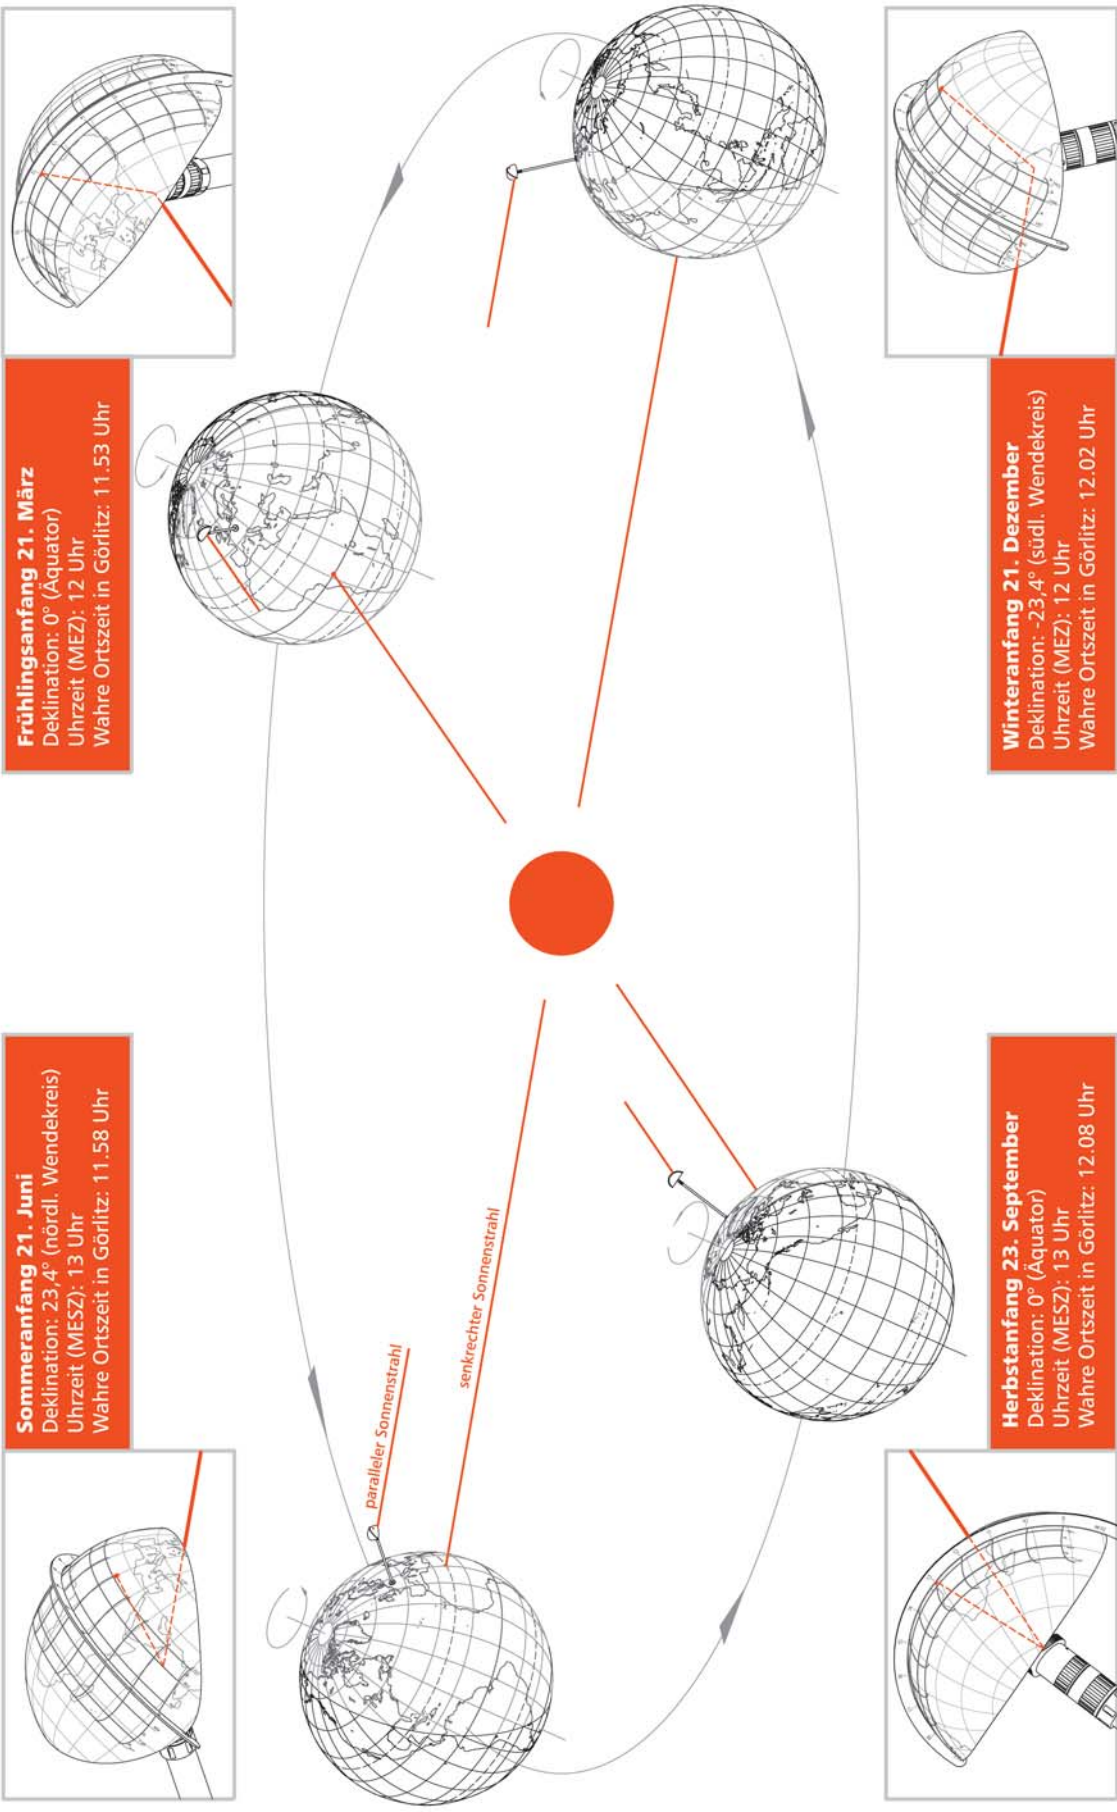 Sommeranfang 21. Juni
Deklination: 23,4° (nördl. Wendekreis)
Uhrzeit (MESZ): 13 Uhr
Wahre Ortszeit in Görlitz: 11.58 Uhr
Frühlingsanfang 21. März
Deklination: 0° (Äquator)
Uhrzeit (MEZ): 12 Uhr
Wahre Ortszeit in Görlitz: 11.53 Uhr
paralleler Sonnenstrahl
senkrechter Sonnenstrahl
Herbstanfang 23. September
Deklination: 0° (Äquator)
Uhrzeit (MESZ): 13 Uhr
Wahre Ortszeit in Görlitz: 12.08 Uhr
Winteranfang 21. Dezember
Deklination: -23,4° (südl. Wendekreis)
Uhrzeit (MEZ): 12 Uhr
Wahre Ortszeit in Görlitz: 12.02 Uhr